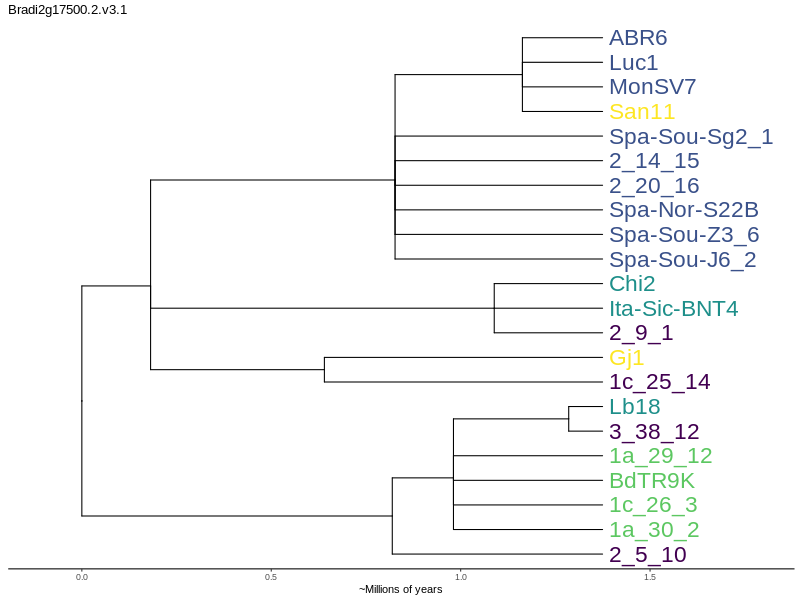 Bradi2g17500.2.v3.1
ABR6
Luc1
MonSV7
San11
Spa-Sou-Sg2_1
2_14_15
2_20_16
Spa-Nor-S22B
Spa-Sou-Z3_6
Spa-Sou-J6_2
Chi2
Ita-Sic-BNT4
2_9_1
Gj1
1c_25_14
Lb18
3_38_12
1a_29_12
BdTR9K
1c_26_3
1a_30_2
2_5_10
0.0 0.5 1.0 1.5
~Millions of years